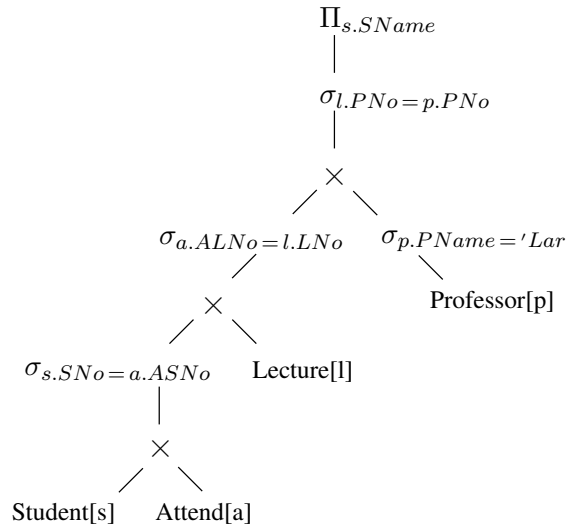 Π_{s.SName}
σ_{l.PNo=p.PNo}
×
σ_{a.ALNo=l.LNo} σ_{p.PName='Lar}
× Professor[p]
σ_{s.SNo=a.ASNo} Lecture[l]
×
Student[s] Attend[a]